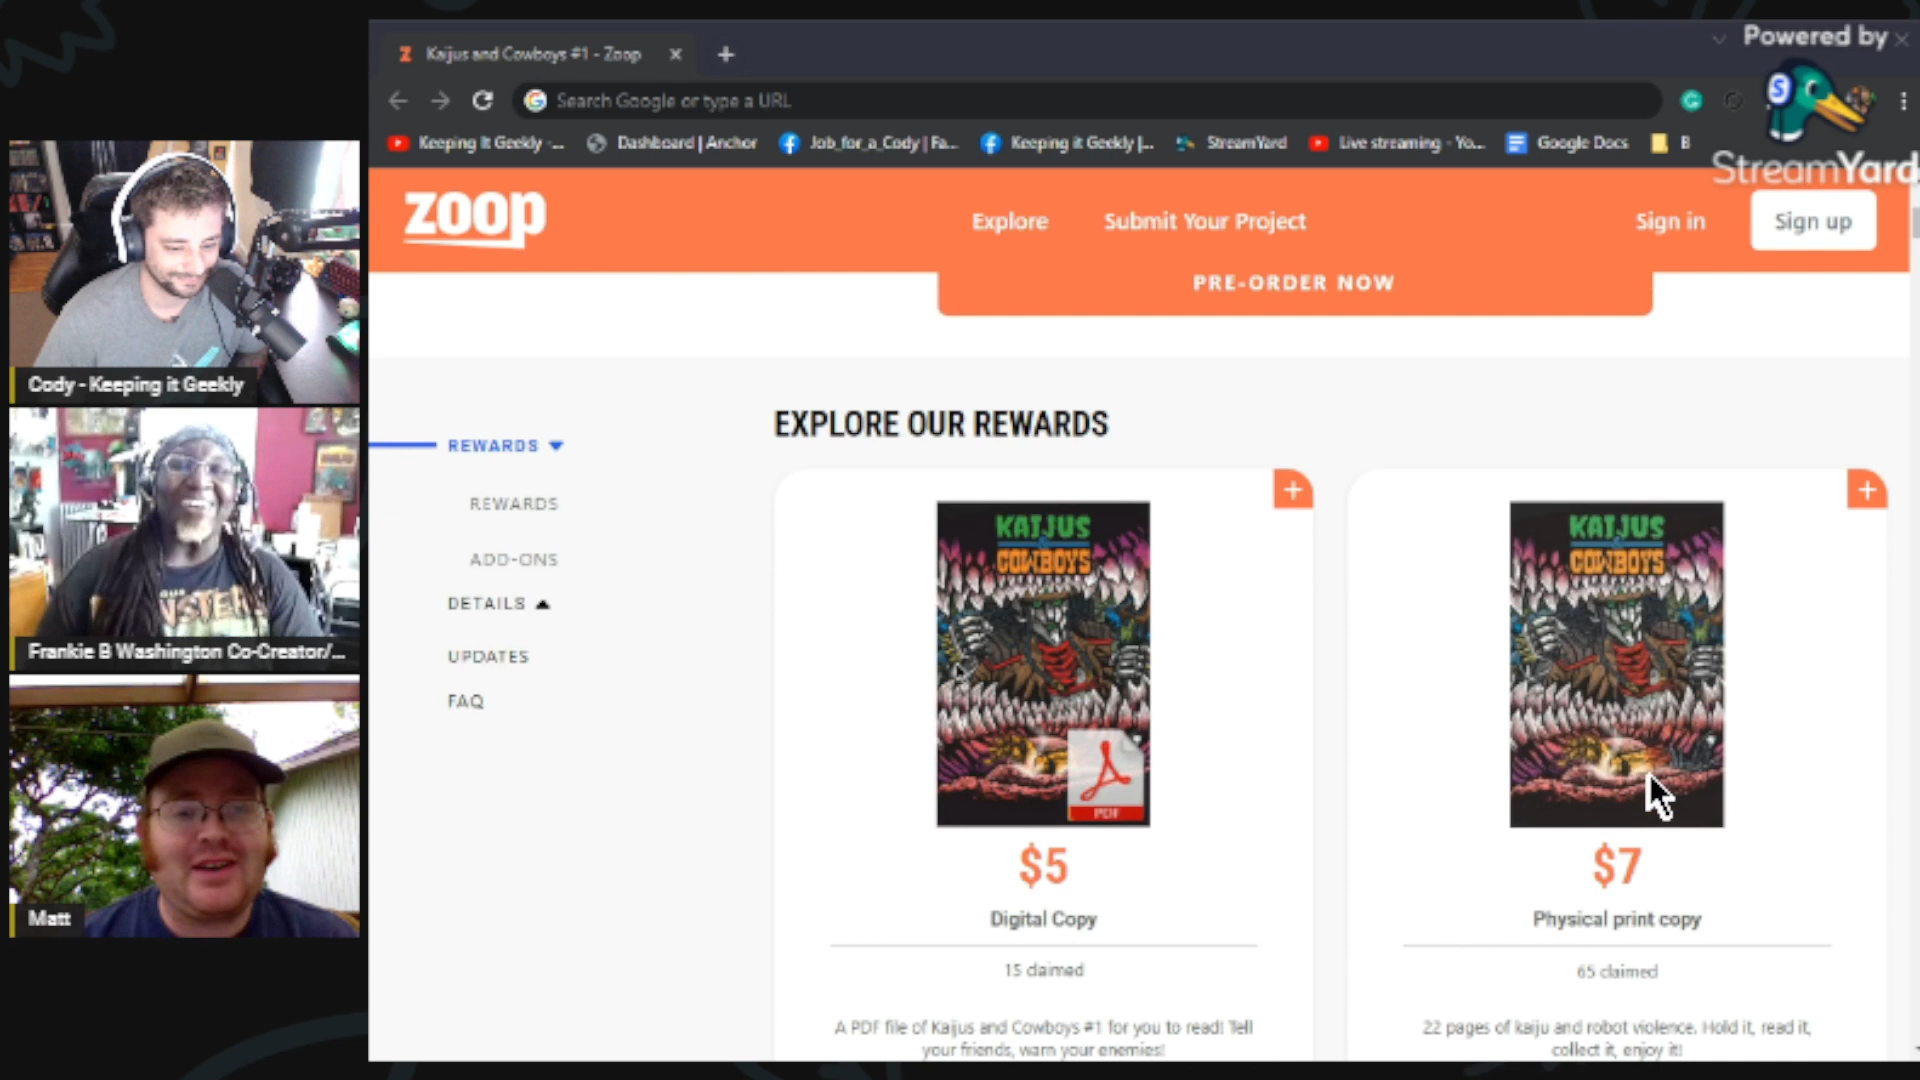 Kaijus and Cowboys #1 - Zoop
Powered by
Search Google or type a URL
Keeping It Geekly -...
Dashboard | Anchor
Job_for_a_Cody | Fa...
Keeping it Geekly |...
StreamYard
Live streaming - Yo...
Google Docs
B
StreamYard
zoop
Explore
Submit Your Project
Sign in
Sign up
PRE-ORDER NOW
Cody - Keeping it Geekly
EXPLORE OUR REWARDS
REWARDS
REWARDS
ADD-ONS
DETAILS
UPDATES
FAQ
KAIJUS
&
COWBOYS
PDF
KAIJUS
&
COWBOYS
Frankie B Washington Co-Creator/...
Matt
$5
Digital Copy
15 claimed
A PDF file of Kaijus and Cowboys #1 for you to read! Tell
your friends, warn your enemies!
$7
Physical print copy
65 claimed
22 pages of kaiju and robot violence. Hold it, read it,
collect it, enjoy it!